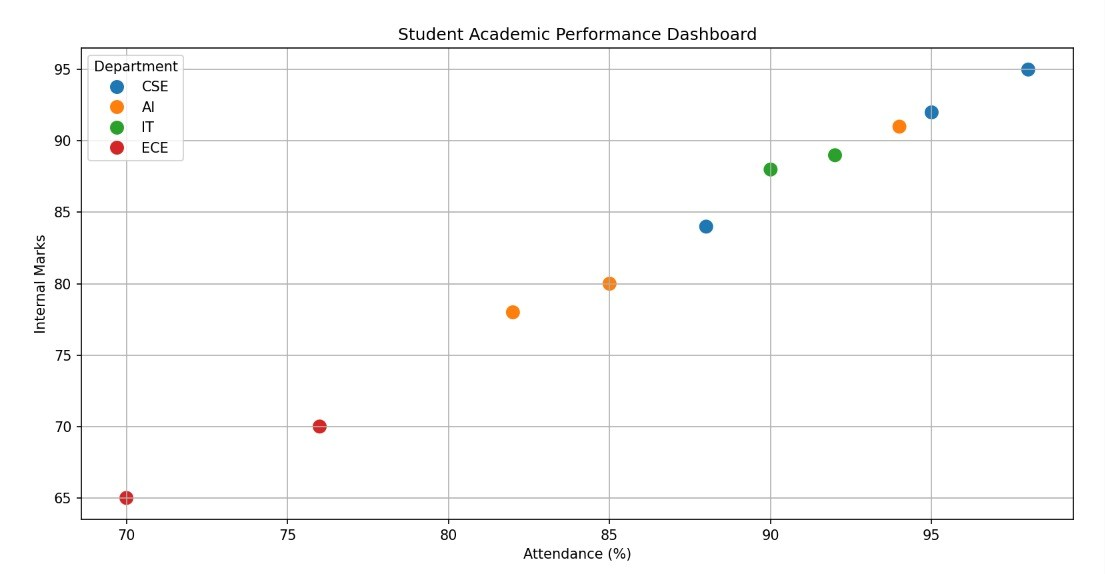 Student Academic Performance Dashboard
Department
CSE
AI
IT
ECE
Internal Marks
95
90
85
80
75
70
65
70 75 80 85 90 95
Attendance (%)